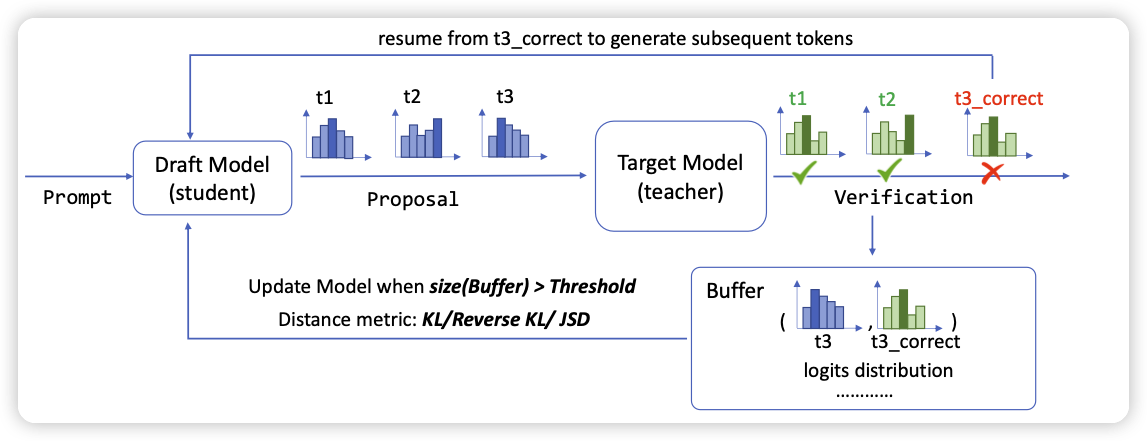 resume from t3_correct to generate subsequent tokens
t1
t2
t3
t1
t2
t3_correct
Draft Model
(student)
Target Model
(teacher)
Prompt
Proposal
Verification
Update Model when size(Buffer) > Threshold
Distance metric: KL/Reverse KL/ JSD
Buffer
( , )
t3
t3_correct
logits distribution
............